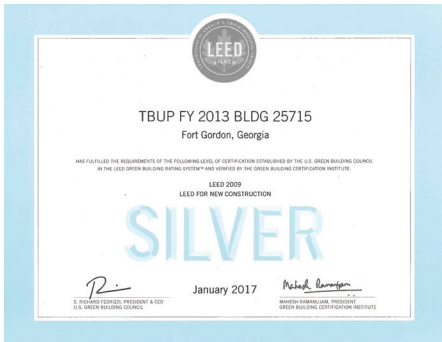 LEED
SILVER
TBUP FY 2013 BLDG 25715
Fort Gordon, Georgia
HAS FULFILLED THE REQUIREMENTS OF THE FOLLOWING LEVEL OF CERTIFICATION ESTABLISHED BY THE U.S. GREEN BUILDING COUNCIL
IN THE LEED GREEN BUILDING RATING SYSTEM™ AND VERIFIED BY THE GREEN BUILDING CERTIFICATION INSTITUTE.
LEED 2009
LEED FOR NEW CONSTRUCTION
SILVER
January 2017
S. RICHARD FEDRIZZI, PRESIDENT & CEO
U.S. GREEN BUILDING COUNCIL
Mahesh Ramanujam
MAHESH RAMANUJAM, PRESIDENT
GREEN BUILDING CERTIFICATION INSTITUTE